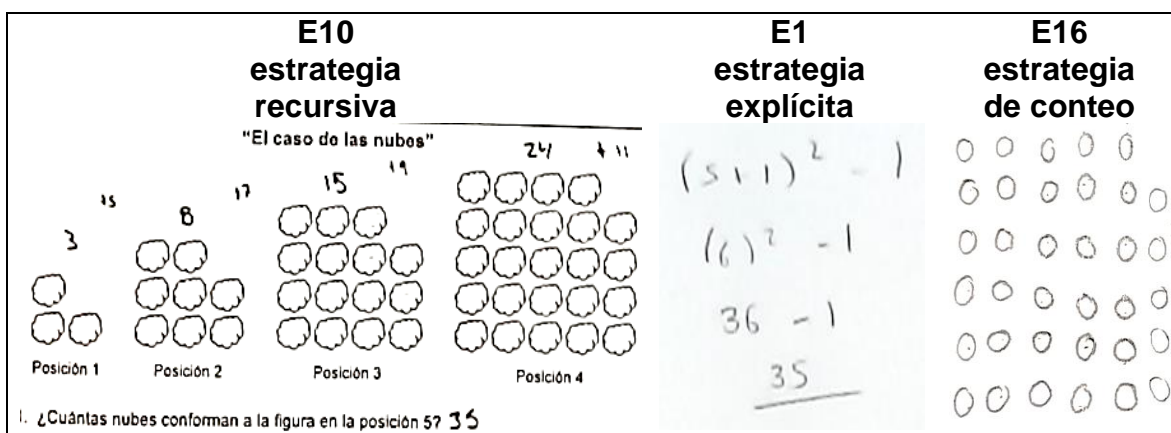 E10
estrategia
recursiva
"El caso de las nubes"
3
+5
8
+7
15
+9
24
+11
Posición 1
Posición 2
Posición 3
Posición 4
I. ¿Cuántas nubes conforman a la figura en la posición 5? 35
E1
estrategia
explícita
(5+1)² - 1
(6)² - 1
36 - 1
35
E16
estrategia
de conteo